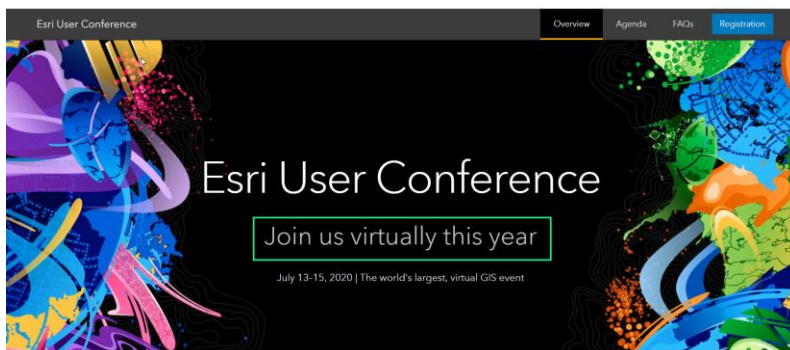 Esri User Conference
Overview Agenda FAQs Registration
Esri User Conference
Join us virtually this year
July 13-15, 2020 | The world's largest, virtual GIS event